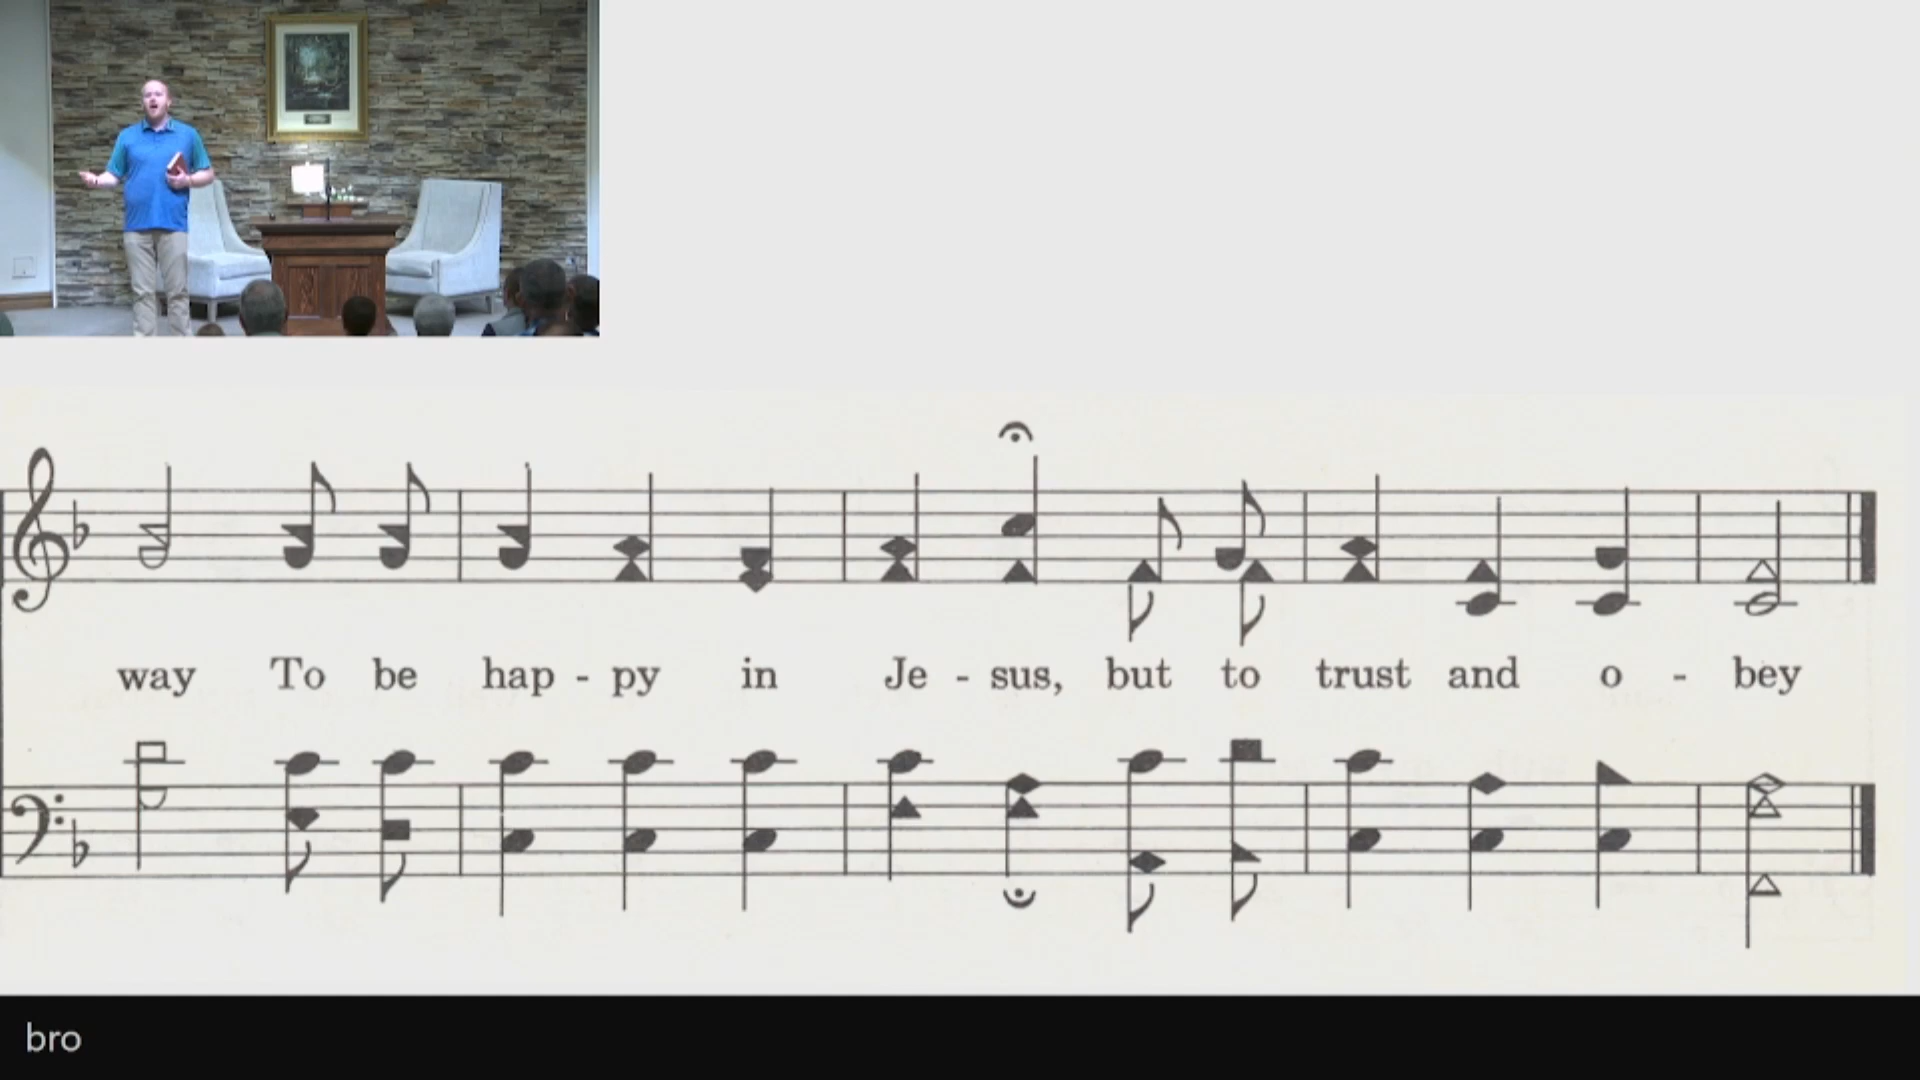 way To be hap - py in Je - sus, but to trust and o - bey
bro